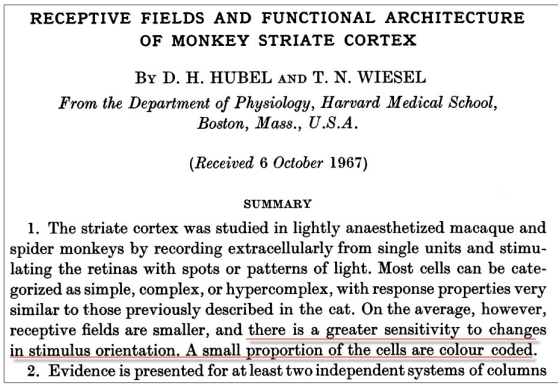 RECEPTIVE FIELDS AND FUNCTIONAL ARCHITECTURE
OF MONKEY STRIATE CORTEX
BY D. H. HUBEL AND T. N. WIESEL
From the Department of Physiology, Harvard Medical School,
Boston, Mass., U.S.A.
(Received 6 October 1967)
SUMMARY
1. The striate cortex was studied in lightly anaesthetized macaque and
spider monkeys by recording extracellularly from single units and stimu-
lating the retinas with spots or patterns of light. Most cells can be cate-
gorized as simple, complex, or hypercomplex, with response properties very
similar to those previously described in the cat. On the average, however,
receptive fields are smaller, and there is a greater sensitivity to changes
in stimulus orientation. A small proportion of the cells are colour coded.
2. Evidence is presented for at least two independent systems of columns